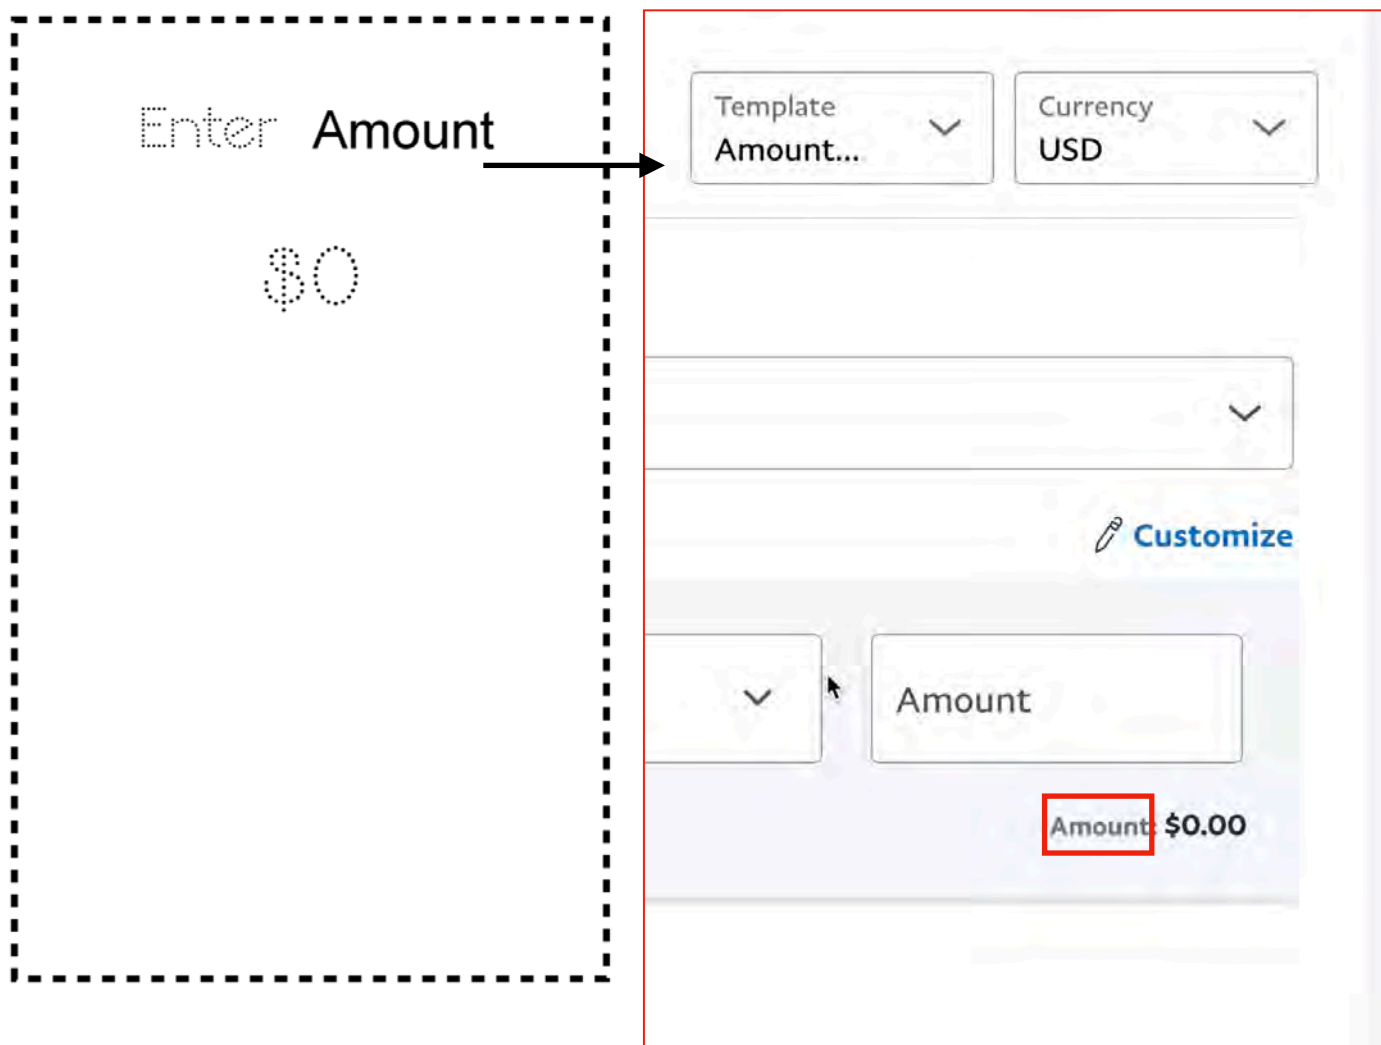 Enter Amount
$0
Template
Amount...
Currency
USD
Customize
Amount
Amount: $0.00